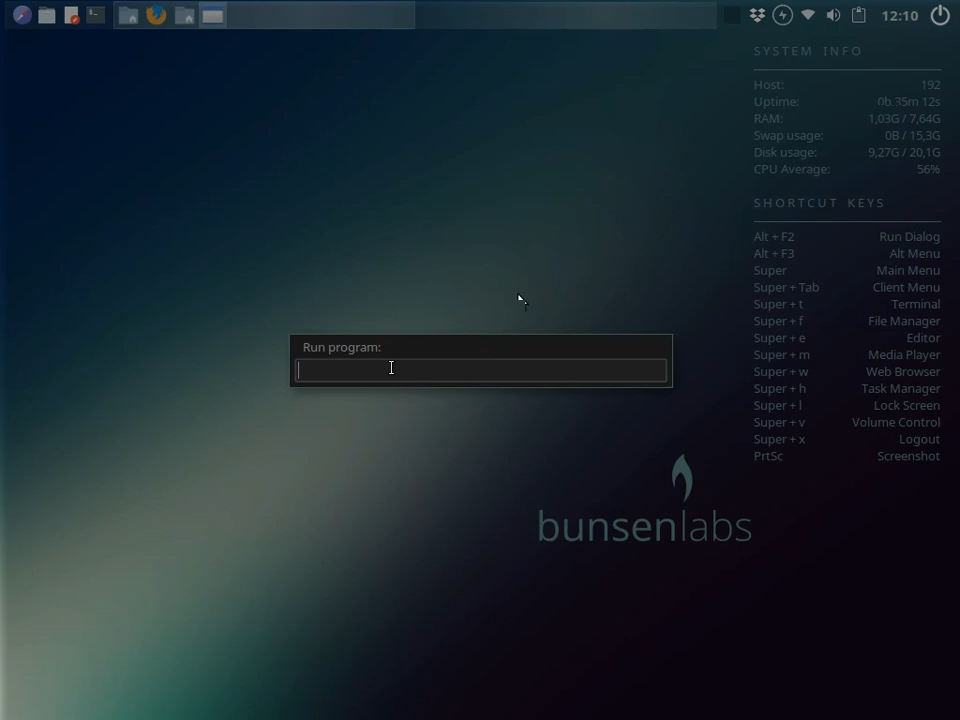 12:10
SYSTEM INFO
Host: 192
Uptime: 0h 35m 12s
RAM: 1,03G / 7,64G
Swap usage: 0B / 15,3G
Disk usage: 9,27G / 20,1G
CPU Average: 56%
SHORTCUT KEYS
Alt + F2 Run Dialog
Alt + F3 Alt Menu
Super Main Menu
Super + Tab Client Menu
Super + t Terminal
Super + f File Manager
Super + e Editor
Super + m Media Player
Super + w Web Browser
Super + h Task Manager
Super + l Lock Screen
Super + v Volume Control
Super + x Logout
PrtSc Screenshot
Run program:
bunsenlabs